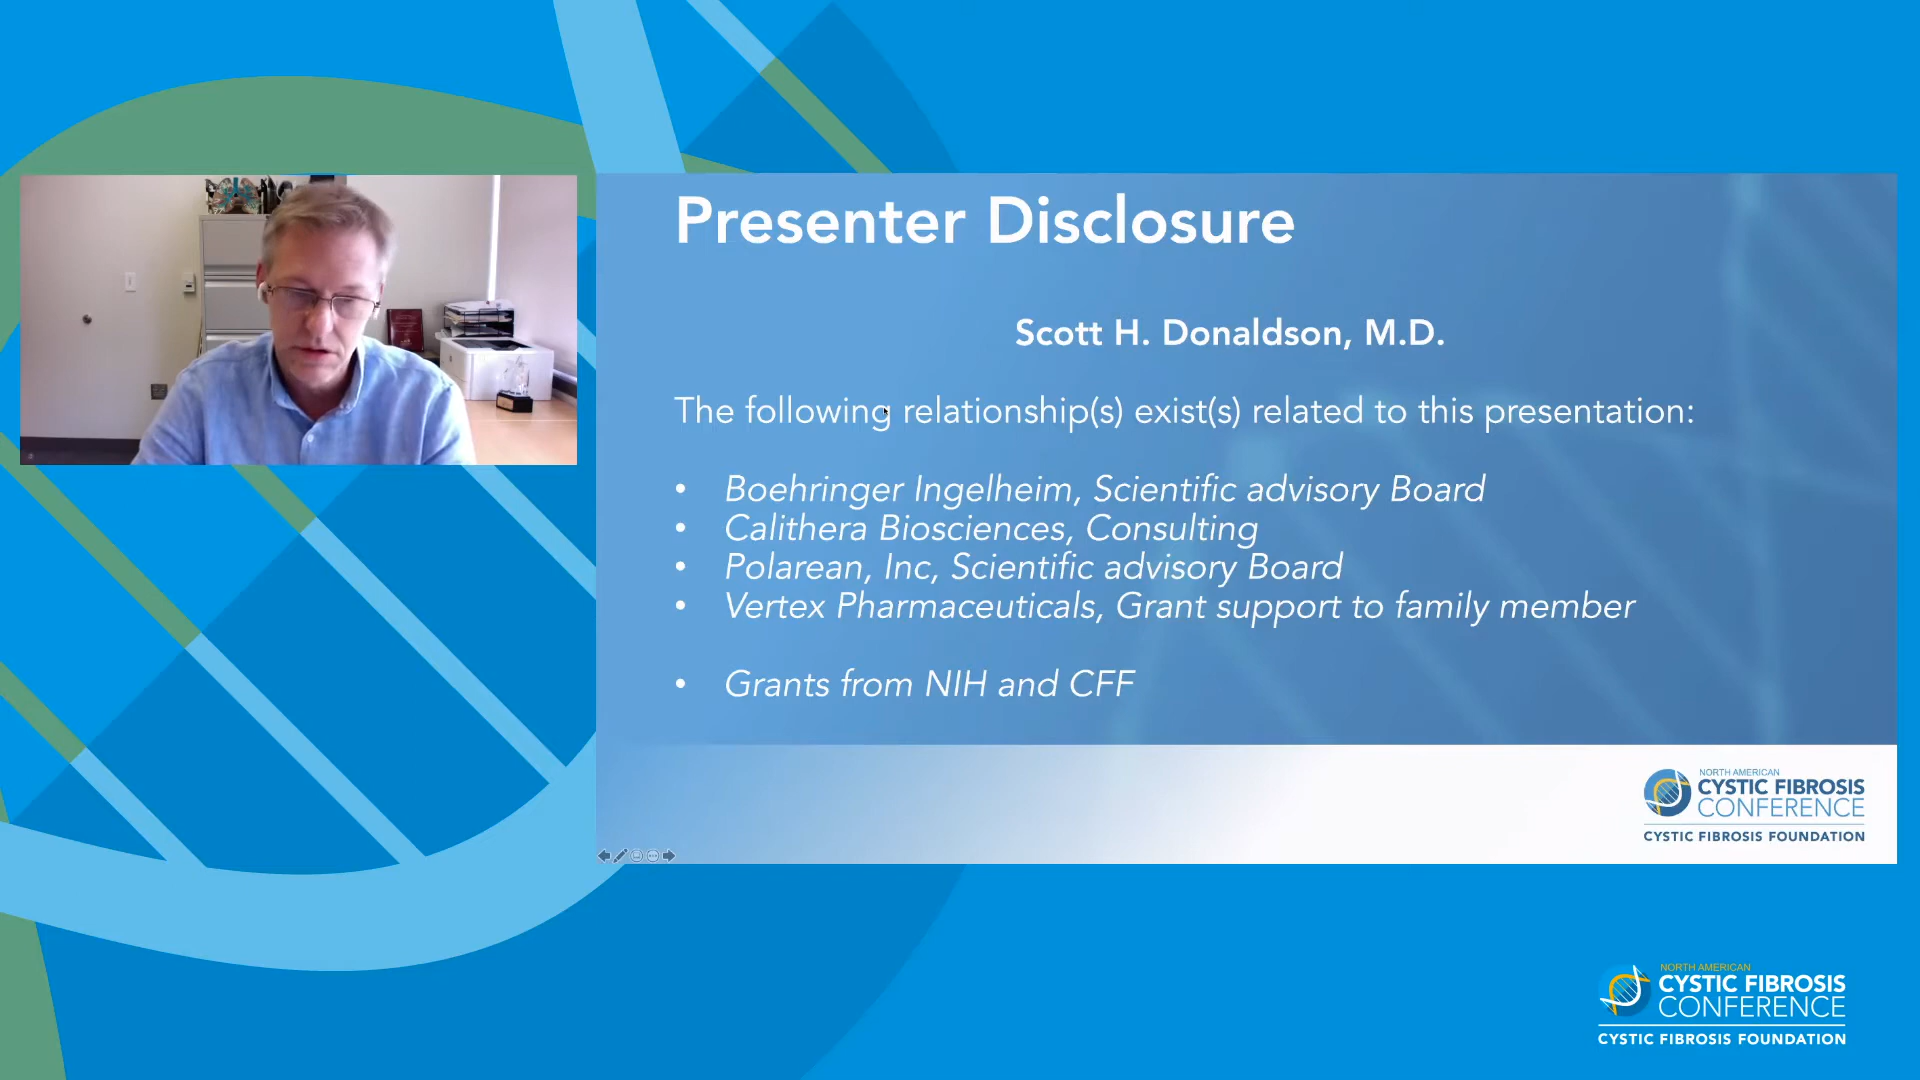 Presenter Disclosure
Scott H. Donaldson, M.D.
The following relationship(s) exist(s) related to this presentation:
• Boehringer Ingelheim, Scientific advisory Board
• Calithera Biosciences, Consulting
• Polarean, Inc, Scientific advisory Board
• Vertex Pharmaceuticals, Grant support to family member
• Grants from NIH and CFF
NORTH AMERICAN
CYSTIC FIBROSIS
CONFERENCE
CYSTIC FIBROSIS FOUNDATION
NORTH AMERICAN
CYSTIC FIBROSIS
CONFERENCE
CYSTIC FIBROSIS FOUNDATION